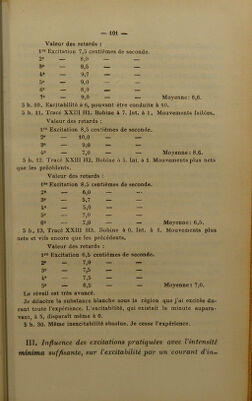 — 101 —
Valeur des retards :
1re Excitation 7,5 centièmes de seconde.
2e — 8,0 — —
3e — 8,5 — —
4e — 9,7 — —
5e — 9,0 — —
6e — 8,0 — —
7e — 9,0 — — Moyenne : 8,6.
5 h. 10. Excitabilité à 6, pouvant être conduite à 10.
5 h. 11. Tracé XXIII H1. Bobine à 7. Int. à 1. Mouvements faibles.
Valeur des retards :
1re Excitation 8,5 centièmes de seconde.
2e — 10,0 — —
3e — 9,0 — —
4e — 7,0 — — Moyenne : 8,6.
5 h. 12. Tracé XXIII H1. Bobine à 5. Int. à 1. Mouvements plus nets
que les précédents.
Valeur des retards :
1re Excitation 8,5 centièmes de seconde.
2e — 6,0 — —
3e — 5,7 — —
4e — 5,0 — —
5e — 7,0 — —
6e — 7,0 — — Moyenne : 6,5.
5 h. 13. Tracé XXIII H1. Bobine à 0. Int. à 1. Mouvements plus
nets et vifs encore que les précédents.
Valeur des retards :
1re Excitation 6,5 centièmes de seconde.
2e — 7,0 — —
3e — 7,5 — —
4e — 7,5 — —
5e — 6,5 — — Moyenne : 7,0.
Le réveil est très avancé.
Je dilacère la substance blanche sous la région que j'ai excitée du-
rant toute l'expérience. L'excitabilité, qui existait la minute aupara-
vant, à 5, disparaît même à 0.
5 h. 30. Même inexcitabilité absolue. Je cesse l'expérience.
III. Influence des excitations pratiquées avec l'intensité
minima suffisante, sur l'excitabilité par un courant d'in-